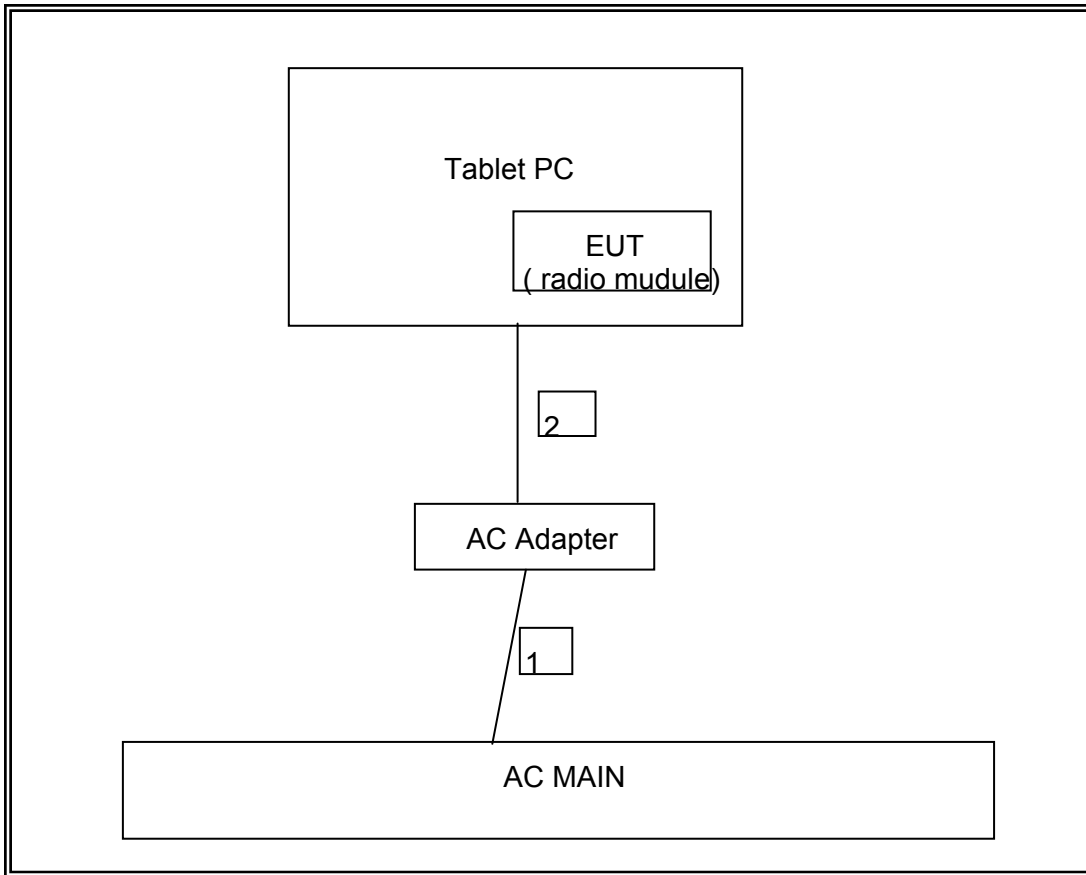 Tablet PC
EUT
( radio mudule)
2
AC Adapter
1
AC MAIN